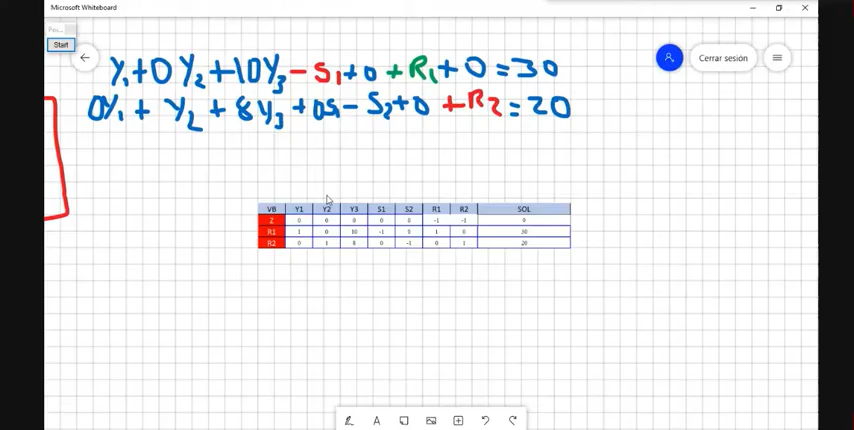 Microsoft Whiteboard
Start
Cerrar sesión
Y1+0Y2+10Y3-S1+0+R1+0=30
0Y1+Y2+8Y3+0S1-S2+0+R2=20
VB Y1 Y2 Y3 S1 S2 R1 R2 SOL
Z 0 0 0 0 0 -1 -1 0
R1 1 0 10 -1 0 1 0 30
R2 0 1 8 0 -1 0 1 20